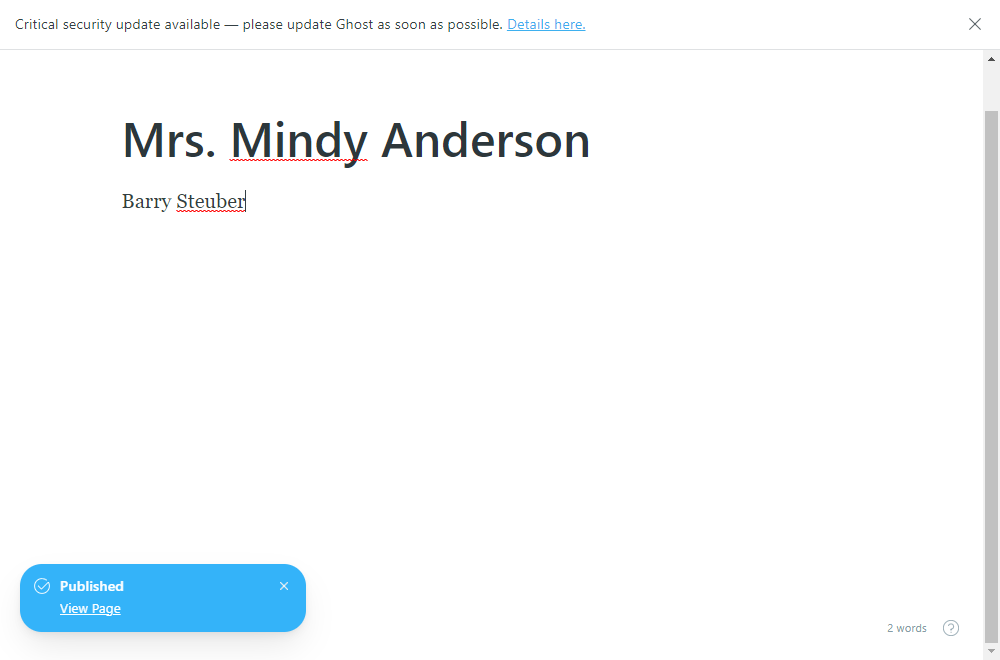 Critical security update available — please update Ghost as soon as possible. Details here.
Mrs. Mindy Anderson
Barry Steuber
Published
View Page
2 words
?